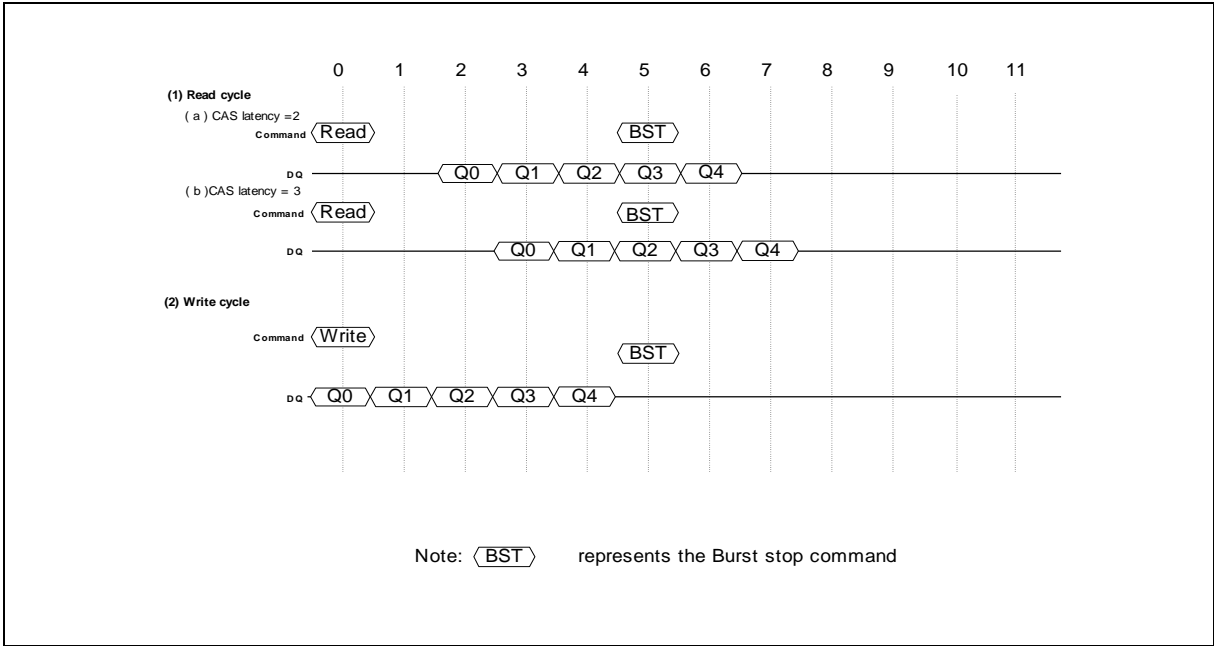 0 1 2 3 4 5 6 7 8 9 10 11
(1) Read cycle
( a ) CAS latency =2
Command Read BST
DQ Q0 Q1 Q2 Q3 Q4
( b )CAS latency = 3
Command Read BST
DQ Q0 Q1 Q2 Q3 Q4
(2) Write cycle
Command Write BST
DQ Q0 Q1 Q2 Q3 Q4
Note: BST represents the Burst stop command